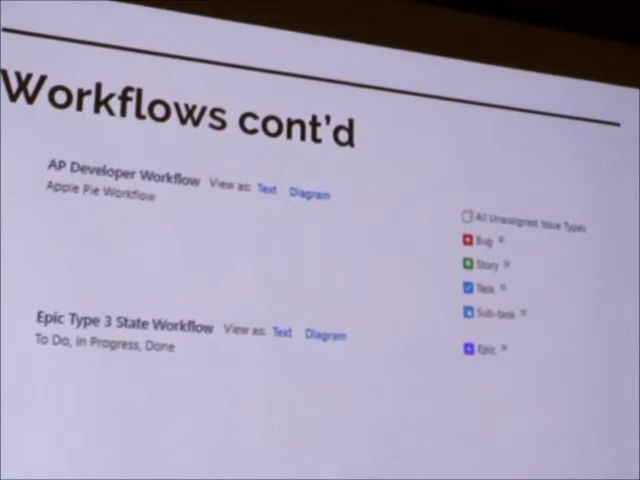 Workflows cont'd
AP Developer Workflow View as: Text Diagram
Apple Pie Workflow
All Unassigned Issue Types
Bug
Story
Task
Sub-task
Epic Type 3 State Workflow View as: Text Diagram
To Do, In Progress, Done
Epic